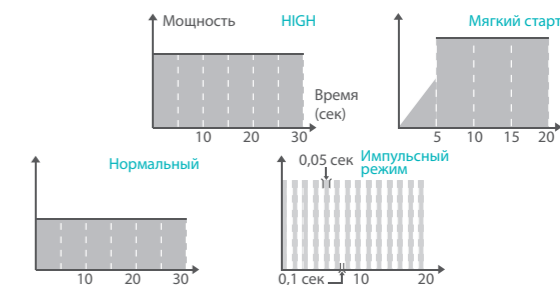 Мощность
HIGH
Время
(сек)
10 20 30
Мягкий старт
5 10 15 20
Нормальный
10 20 30
0,05 сек
Импульсный
режим
0,1 сек
10 20